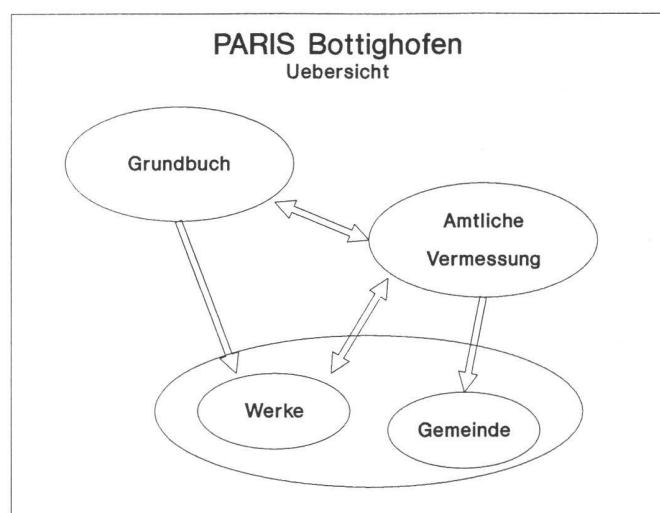 PARIS Bottighofen
Uebersicht
Grundbuch
Amtliche
Vermessung
Werke
Gemeinde